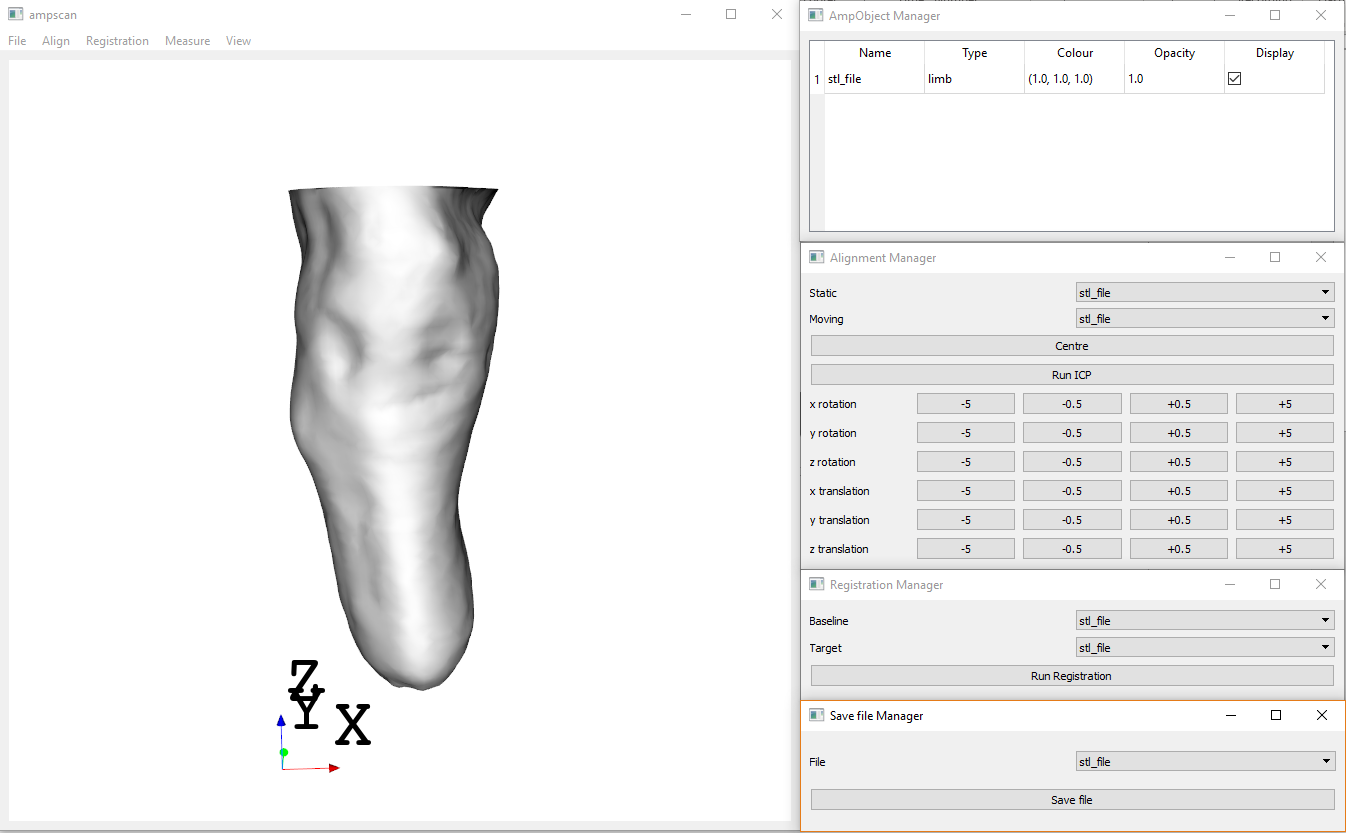 ampscan
File Align Registration Measure View
Z
Y
X
AmpObject Manager
Name Type Colour Opacity Display
1 stl_file limb (1.0, 1.0, 1.0) 1.0
Alignment Manager
Static stl_file
Moving stl_file
Centre
Run ICP
x rotation -5 -0.5 +0.5 +5
y rotation -5 -0.5 +0.5 +5
z rotation -5 -0.5 +0.5 +5
x translation -5 -0.5 +0.5 +5
y translation -5 -0.5 +0.5 +5
z translation -5 -0.5 +0.5 +5
Registration Manager
Baseline stl_file
Target stl_file
Run Registration
Save file Manager
File stl_file
Save file